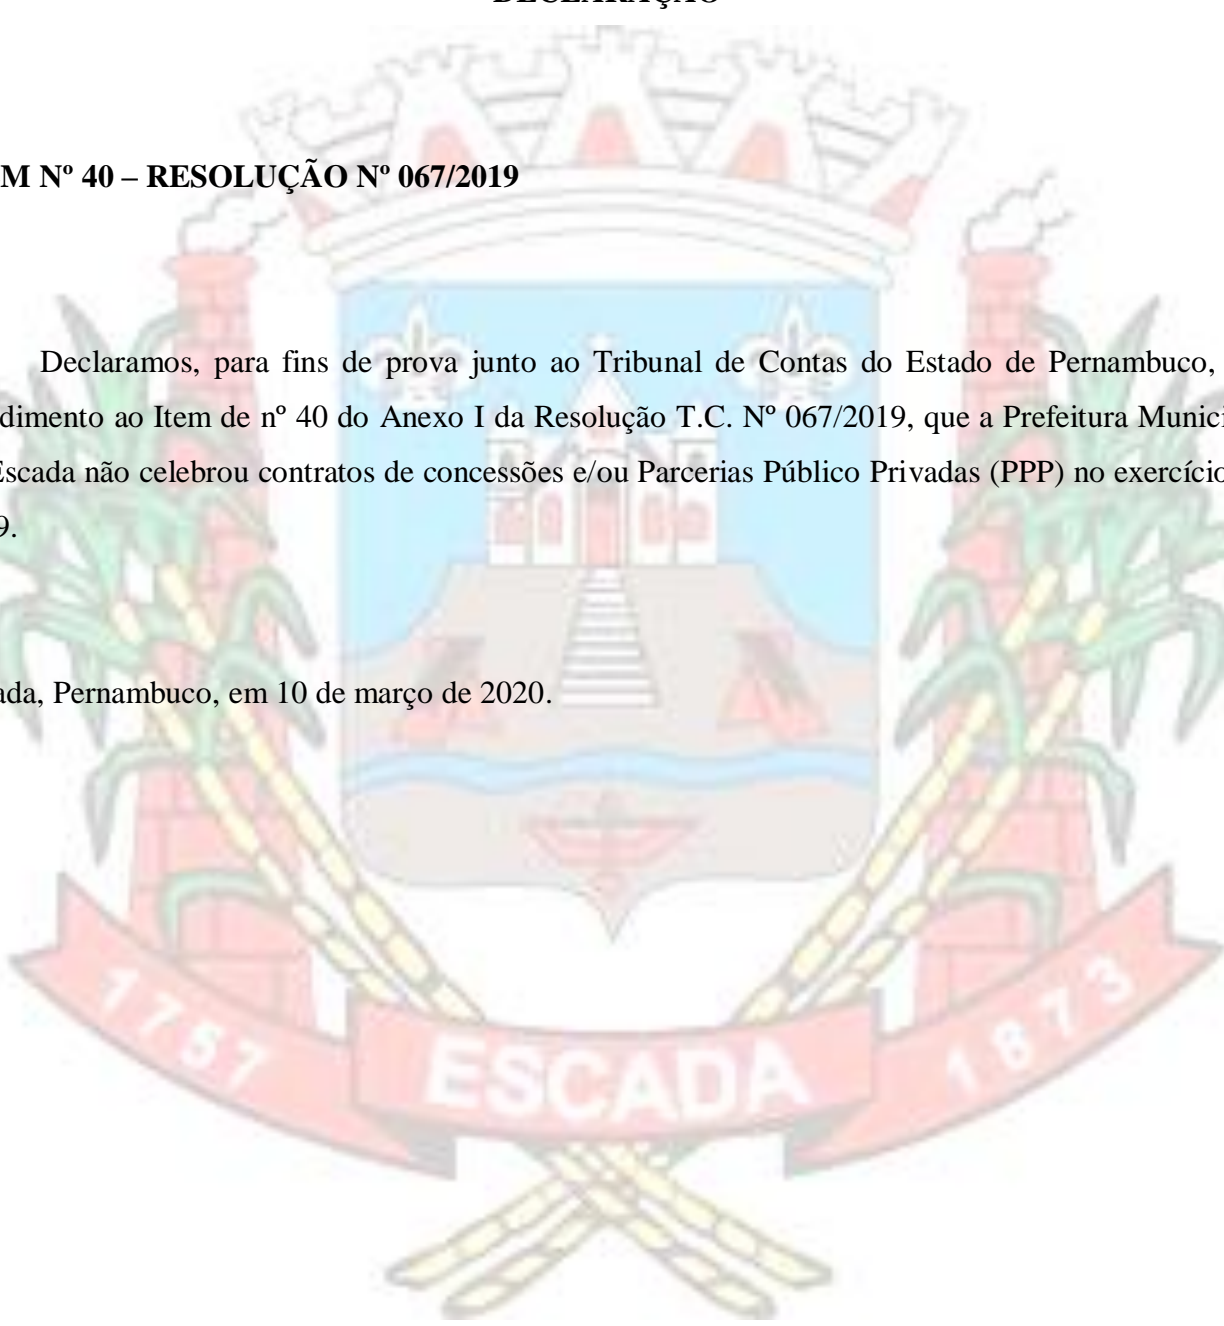 DECLARAÇÃO
M Nº 40 – RESOLUÇÃO Nº 067/2019
Declaramos, para fins de prova junto ao Tribunal de Contas do Estado de Pernambuco,
dimento ao Item de nº 40 do Anexo I da Resolução T.C. Nº 067/2019, que a Prefeitura Munici
Escada não celebrou contratos de concessões e/ou Parcerias Público Privadas (PPP) no exercício
9.
ada, Pernambuco, em 10 de março de 2020.
1757
ESCADA
1873